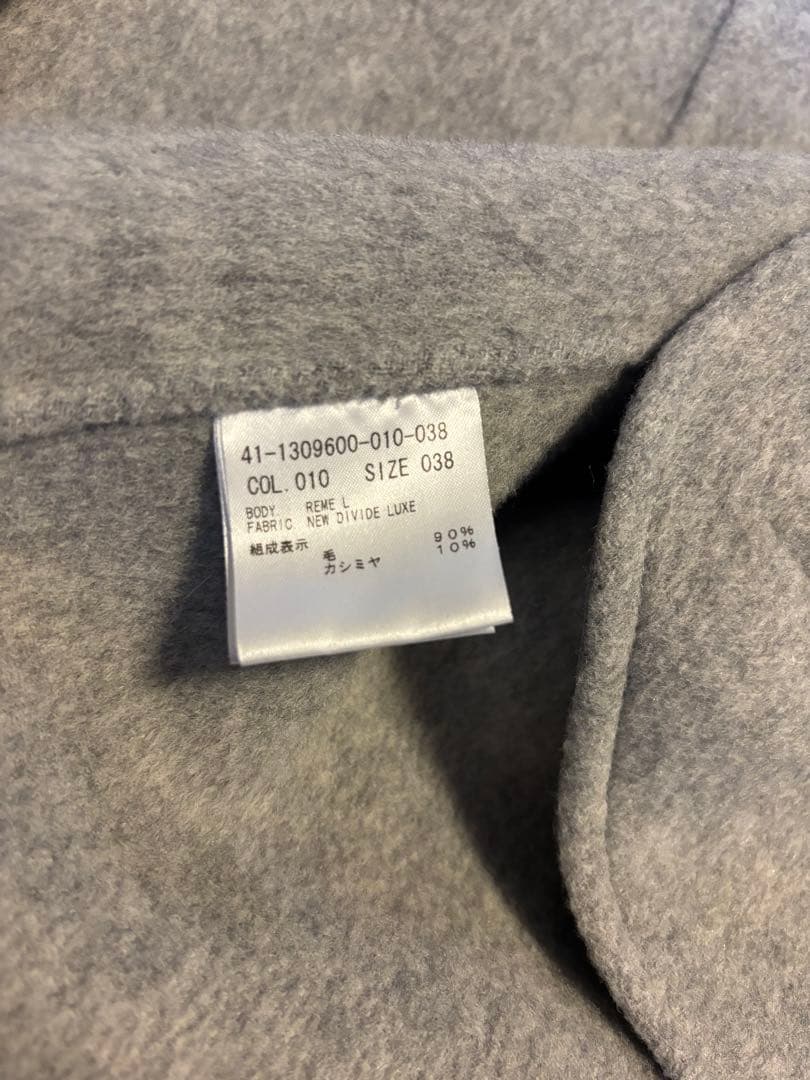 41-1309600-010-038
COL.010 SIZE 038
BODY REME L
FABRIC NEW DIVIDE LUXE
組成表示 毛 90%
カシミヤ 10%